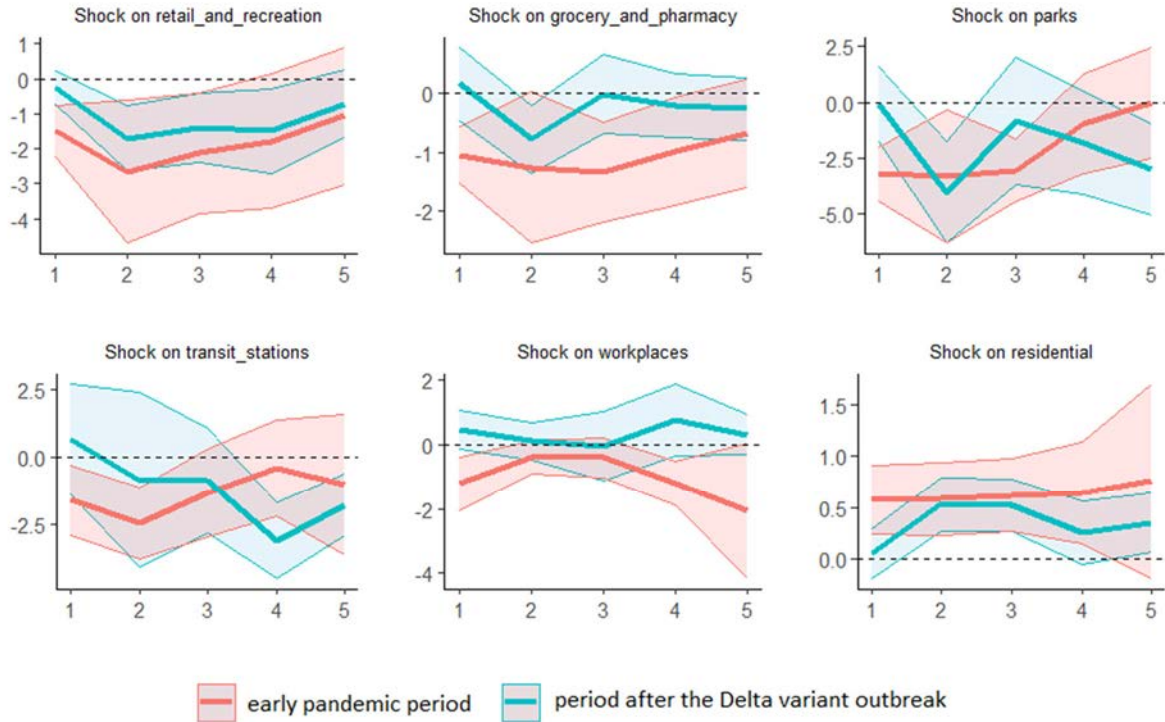 Shock on retail_and_recreation
1
0
-1
-2
-3
-4
1 2 3 4 5
Shock on grocery_and_pharmacy
0
-1
-2
1 2 3 4 5
Shock on parks
2.5
0.0
-2.5
-5.0
1 2 3 4 5
Shock on transit_stations
2.5
0.0
-2.5
1 2 3 4 5
Shock on workplaces
2
0
-2
-4
1 2 3 4 5
Shock on residential
1.5
1.0
0.5
0.0
1 2 3 4 5
early pandemic period
period after the Delta variant outbreak